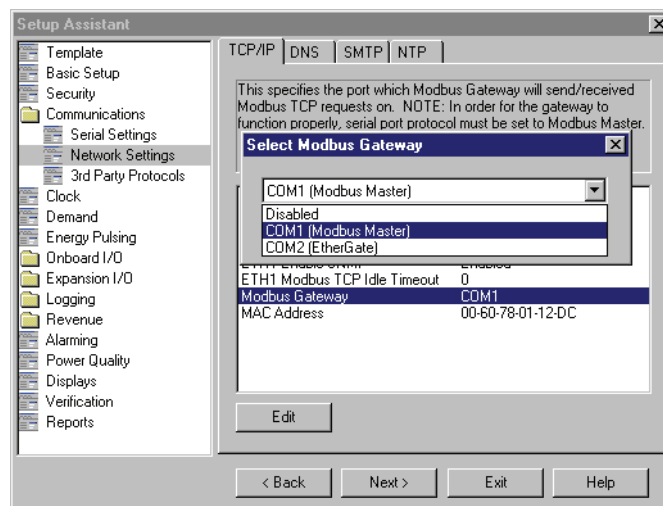 Setup Assistant
Template
Basic Setup
Security
Communications
Serial Settings
Network Settings
3rd Party Protocols
Clock
Demand
Energy Pulsing
Onboard I/O
Expansion I/O
Logging
Revenue
Alarming
Power Quality
Displays
Verification
Reports
TCP/IP DNS SMTP NTP
This specifies the port which Modbus Gateway will send/received
Modbus TCP requests on. NOTE: In order for the gateway to
function properly, serial port protocol must be set to Modbus Master.
Select Modbus Gateway
COM1 (Modbus Master)
Disabled
COM1 (Modbus Master)
COM2 (EtherGate)
ETH1 Modbus TCP Idle Timeout 0
Modbus Gateway COM1
MAC Address 00-60-78-01-12-DC
Edit
< Back Next > Exit Help